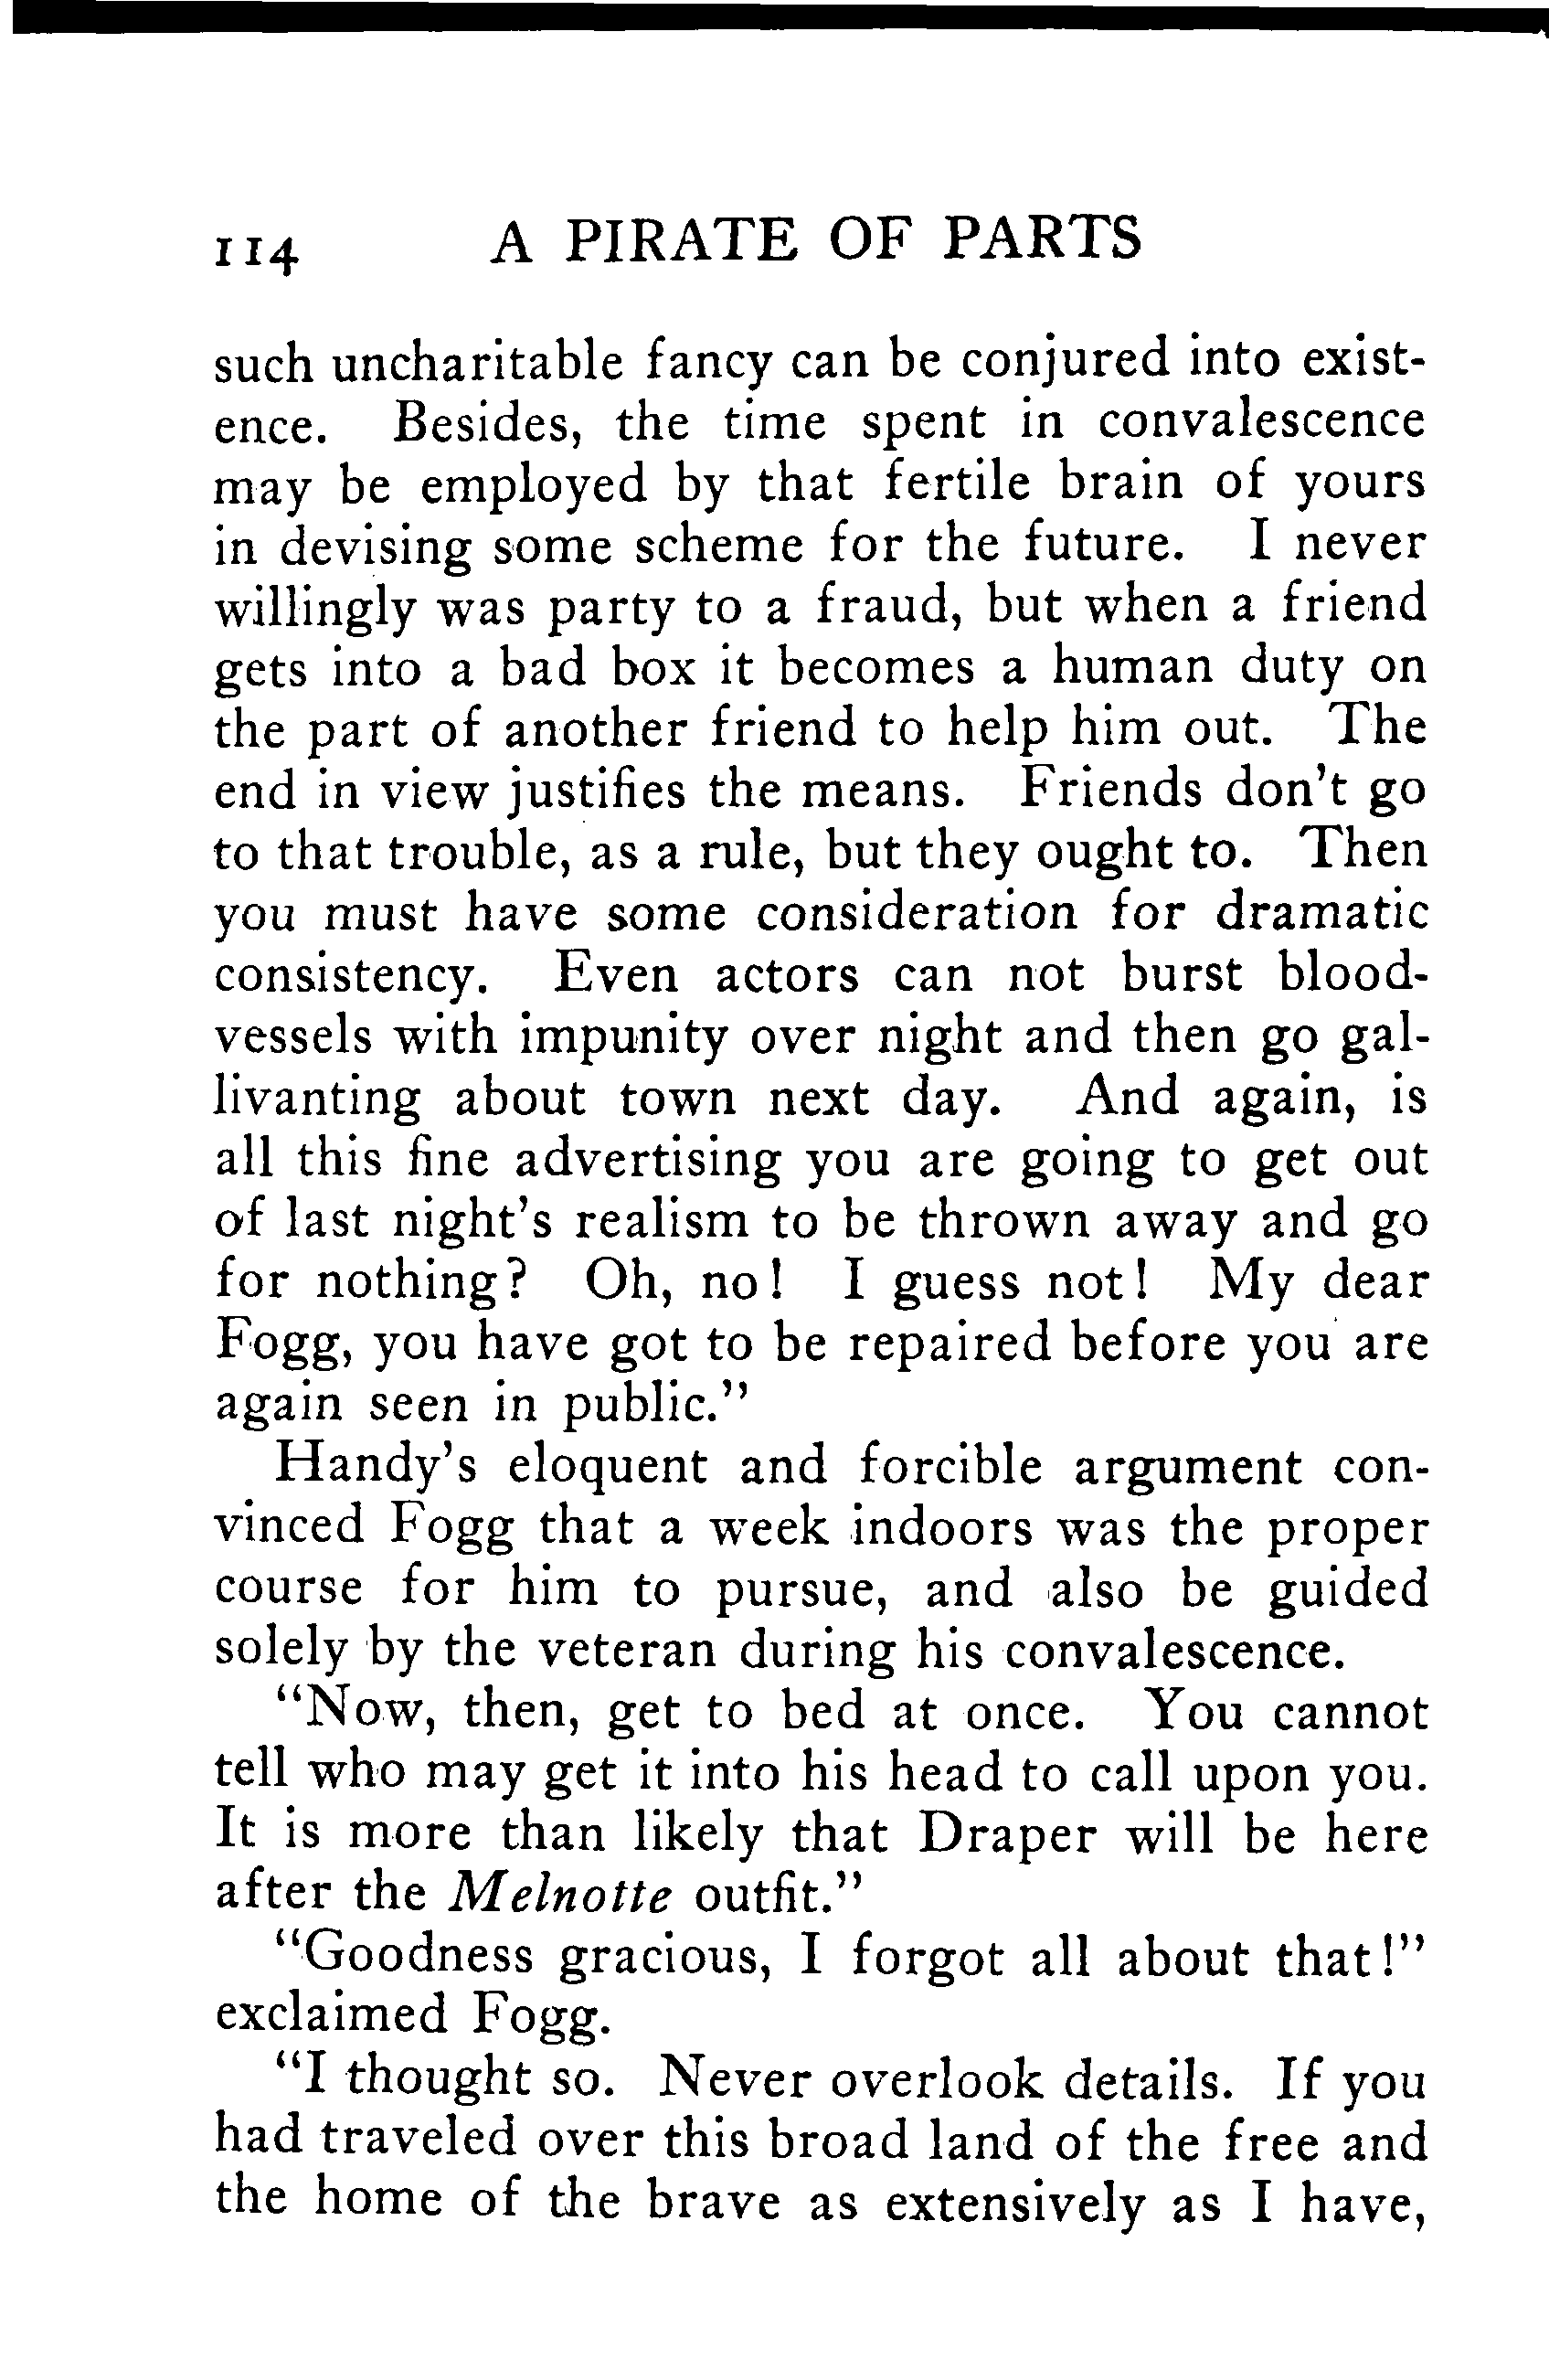 114 A PIRATE OF PARTS
such uncharitable fancy can be conjured into exist-
ence. Besides, the time spent in convalescence
may be employed by that fertile brain of yours
in devising some scheme for the future. I never
willingly was party to a fraud, but when a friend
gets into a bad box it becomes a human duty on
the part of another friend to help him out. The
end in view justifies the means. Friends don't go
to that trouble, as a rule, but they ought to. Then
you must have some consideration for dramatic
consistency. Even actors can not burst blood-
vessels with impunity over night and then go gal-
livanting about town next day. And again, is
all this fine advertising you are going to get out
of last night's realism to be thrown away and go
for nothing? Oh, no! I guess not! My dear
Fogg, you have got to be repaired before you are
again seen in public."
Handy's eloquent and forcible argument con-
vinced Fogg that a week indoors was the proper
course for him to pursue, and also be guided
solely by the veteran during his convalescence.
"Now, then, get to bed at once. You cannot
tell who may get it into his head to call upon you.
It is more than likely that Draper will be here
after the Melnotte outfit."
"Goodness gracious, I forgot all about that!"
exclaimed Fogg.
"I thought so. Never overlook details. If you
had traveled over this broad land of the free and
the home of the brave as extensively as I have,